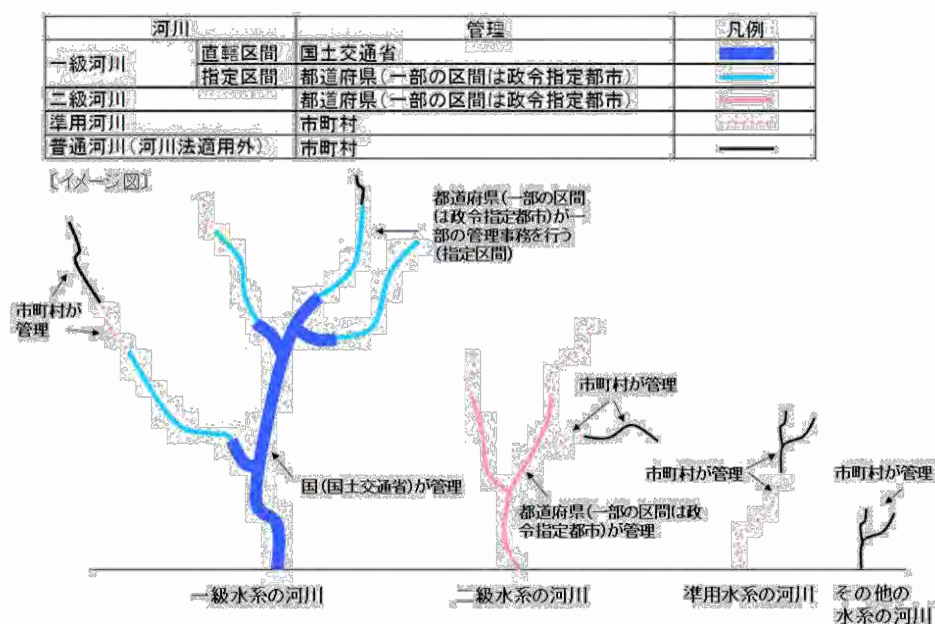 河川 管理 凡例
一級河川 直轄区間 国土交通省
指定区間 都道府県(一部の区間は政令指定都市)
二級河川 都道府県(一部の区間は政令指定都市)
準用河川 市町村
普通河川(河川法適用外) 市町村
[イメージ図]
都道府県(一部の区間
は政令指定都市)が一
部の管理事務を行う
(指定区間)
市町村が
管理
市町村が管理
国(国土交通省)が管理
都道府県(一部の区間は政
令指定都市)が管理
市町村が管理
市町村が管理
一級水系の河川
二級水系の河川
準用水系の河川
その他の
水系の河川